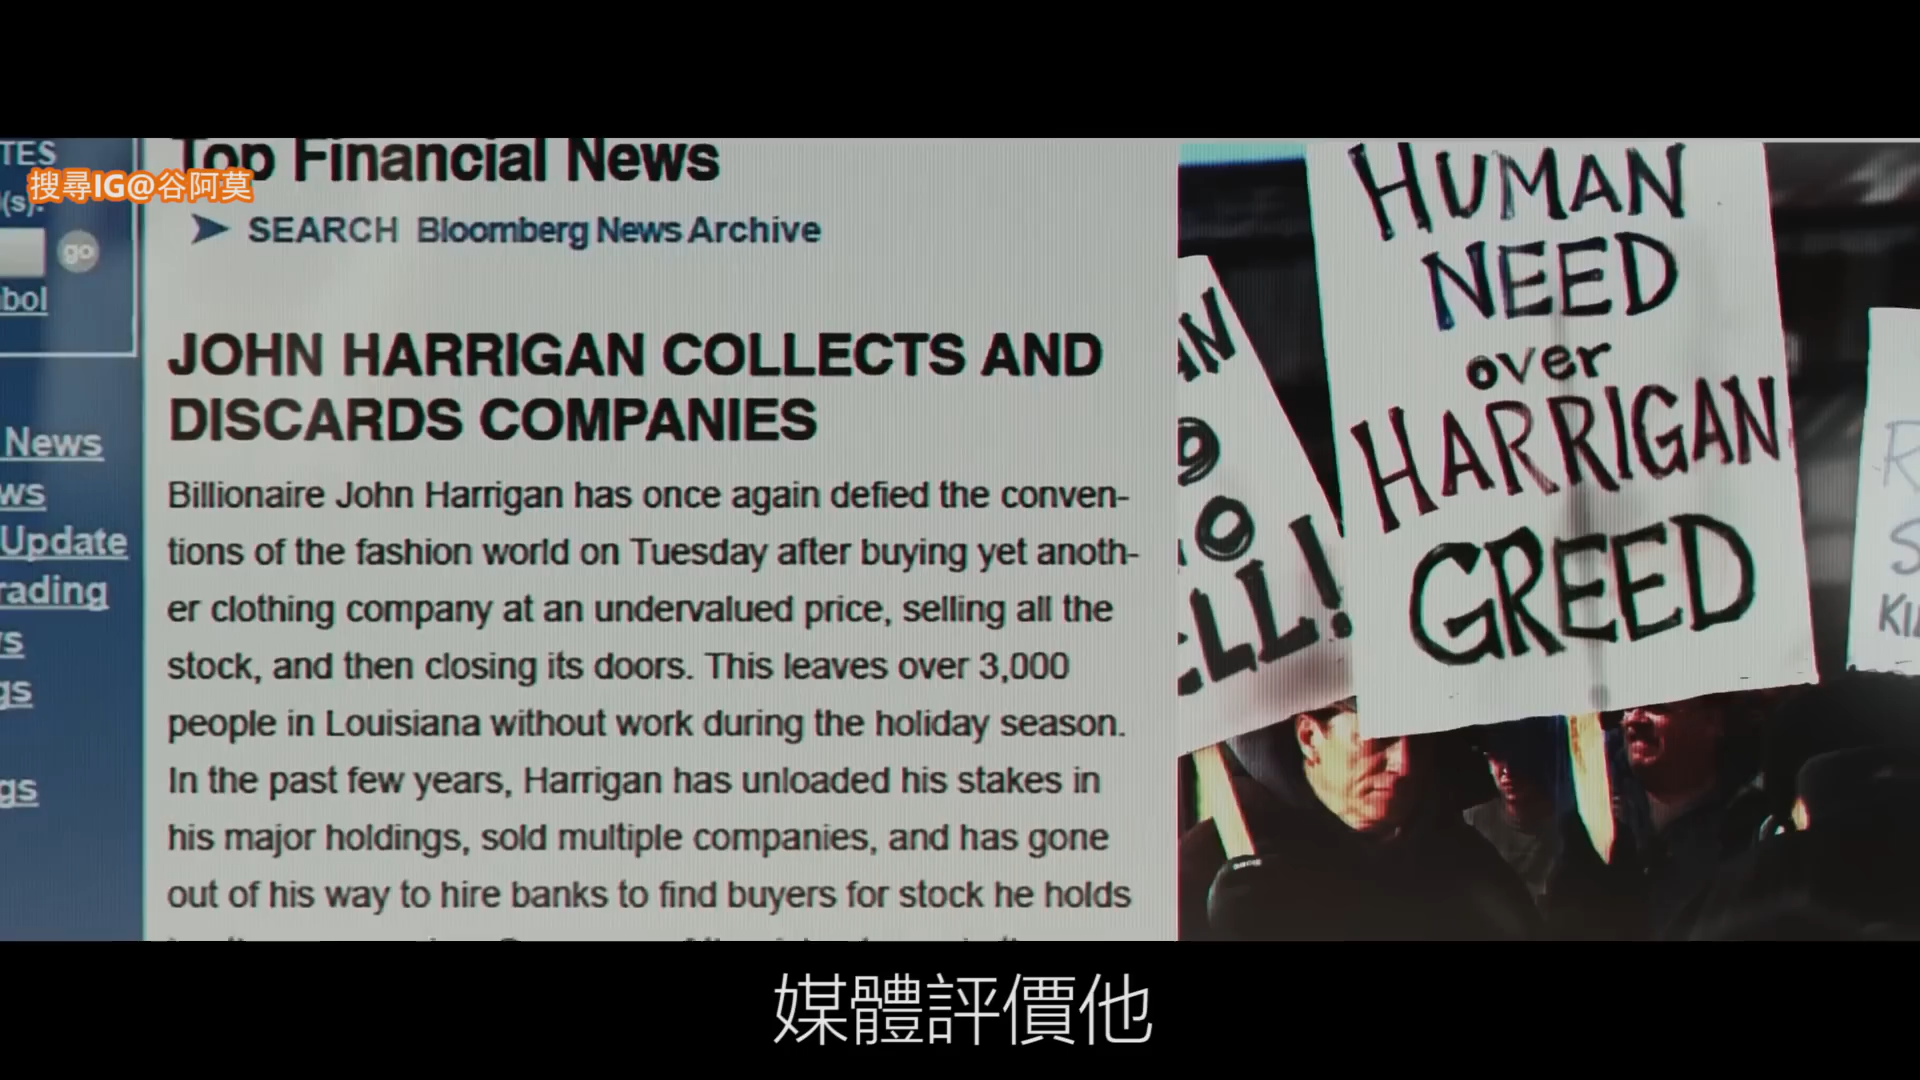 TES
搜尋IG@谷阿莫
(s):
go
bol
News
ws
Update
rading
gs
gs
Top Financial News
SEARCH Bloomberg News Archive
JOHN HARRIGAN COLLECTS AND
DISCARDS COMPANIES
Billionaire John Harrigan has once again defied the conven-
tions of the fashion world on Tuesday after buying yet anoth-
er clothing company at an undervalued price, selling all the
stock, and then closing its doors. This leaves over 3,000
people in Louisiana without work during the holiday season.
In the past few years, Harrigan has unloaded his stakes in
his major holdings, sold multiple companies, and has gone
out of his way to hire banks to find buyers for stock he holds
HUMAN
NEED
over
HARRIGAN
GREED
ELL!
媒體評價他